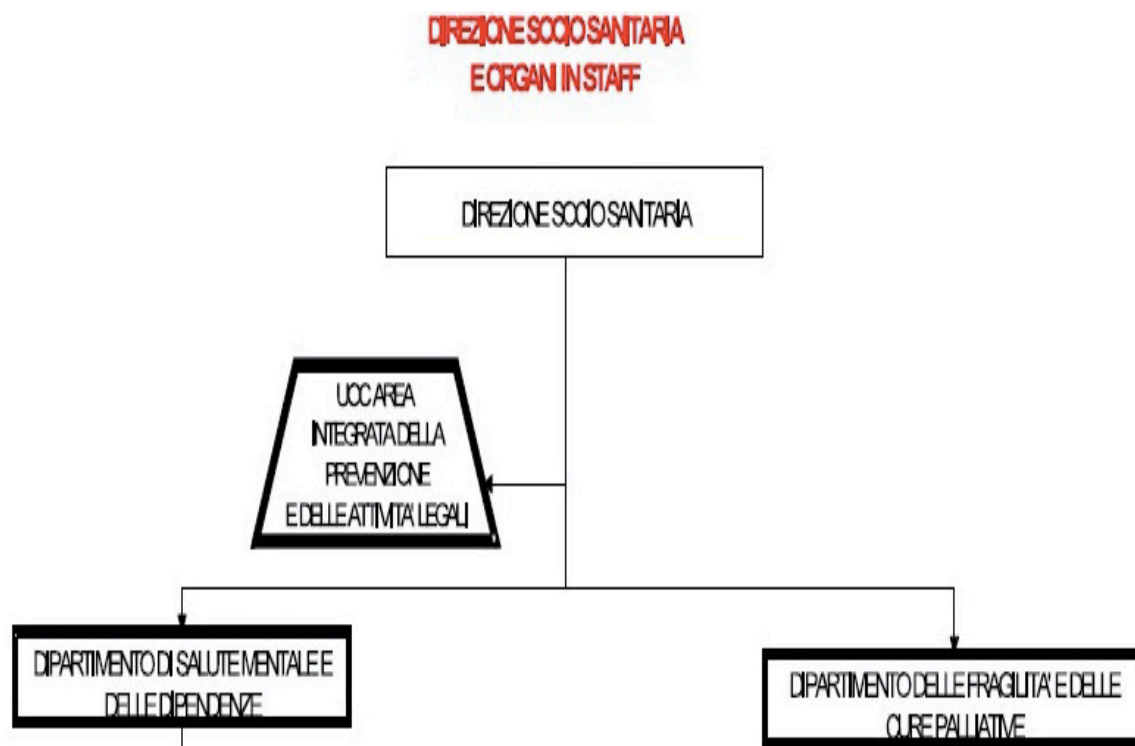 DIREZIONE SOCIO SANITARIA
E ORGANI IN STAFF
DIREZIONE SOCIO SANITARIA
UOC AREA
INTEGRATA DELLA
PREVENZIONE
E DELLE ATTIVITA' LEGALI
DIPARTIMENTO DI SALUTE MENTALE E
DELLE DIPENDENZE
DIPARTIMENTO DELLE FRAGILITA' E DELLE
CURE PALLIATIVE